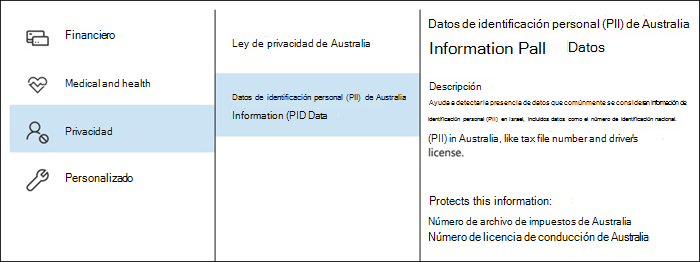 Financiero
Medical and health
Privacidad
Personalizado
Ley de privacidad de Australia
Datos de identificación personal (PII) de Australia
Information (PID Data
Datos de identificación personal (PII) de Australia
Information Pall Datos
Descripción
Ayuda a detectar la presencia de datos que comúnmente se consideran información de
identificación personal (PII) en Israel, incluidos datos como el número de identificación nacional.
(PII) in Australia, like tax file number and driver's
license.
Protects this information:
Número de archivo de impuestos de Australia
Número de licencia de conducción de Australia